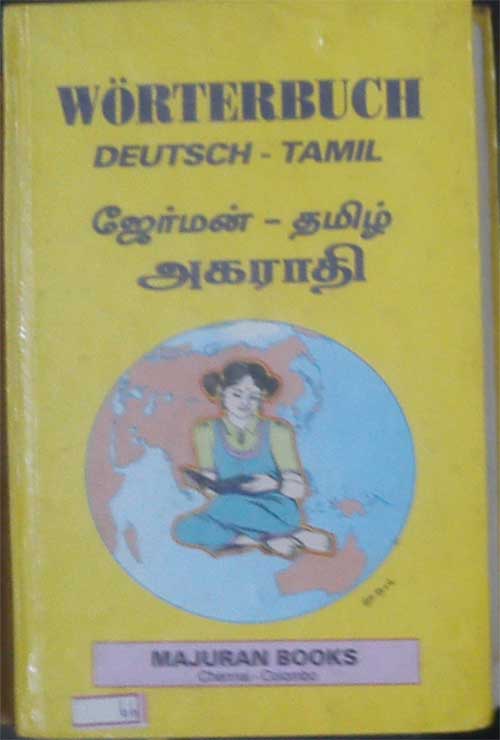 WÖRTERBUCH
DEUTSCH - TAMIL
ஜேர்மன் - தமிழ்
அகராதி
MAJURAN BOOKS
Chennai - Colombo